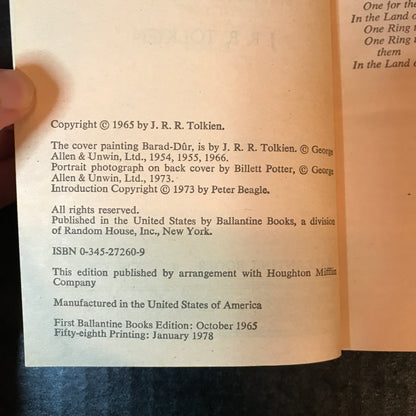 J. R. R. TOLKIE
Copyright © 1965 by J. R. R. Tolkien.
The cover painting Barad-Dûr, is by J. R. R. Tolkien. © George
Allen & Unwin, Ltd., 1954, 1955, 1966.
Portrait photograph on back cover by Billett Potter, © George
Allen & Unwin, Ltd., 1973.
Introduction Copyright © 1973 by Peter Beagle.
All rights reserved.
Published in the United States by Ballantine Books, a division
of Random House, Inc., New York.
ISBN 0-345-27260-9
This edition published by arrangement with Houghton Mifflin
Company
Manufactured in the United States of America
First Ballantine Books Edition: October 1965
Fifty-eighth Printing: January 1978
One for the
In the Land o
One Ring t
One Ring t
them
In the Land o